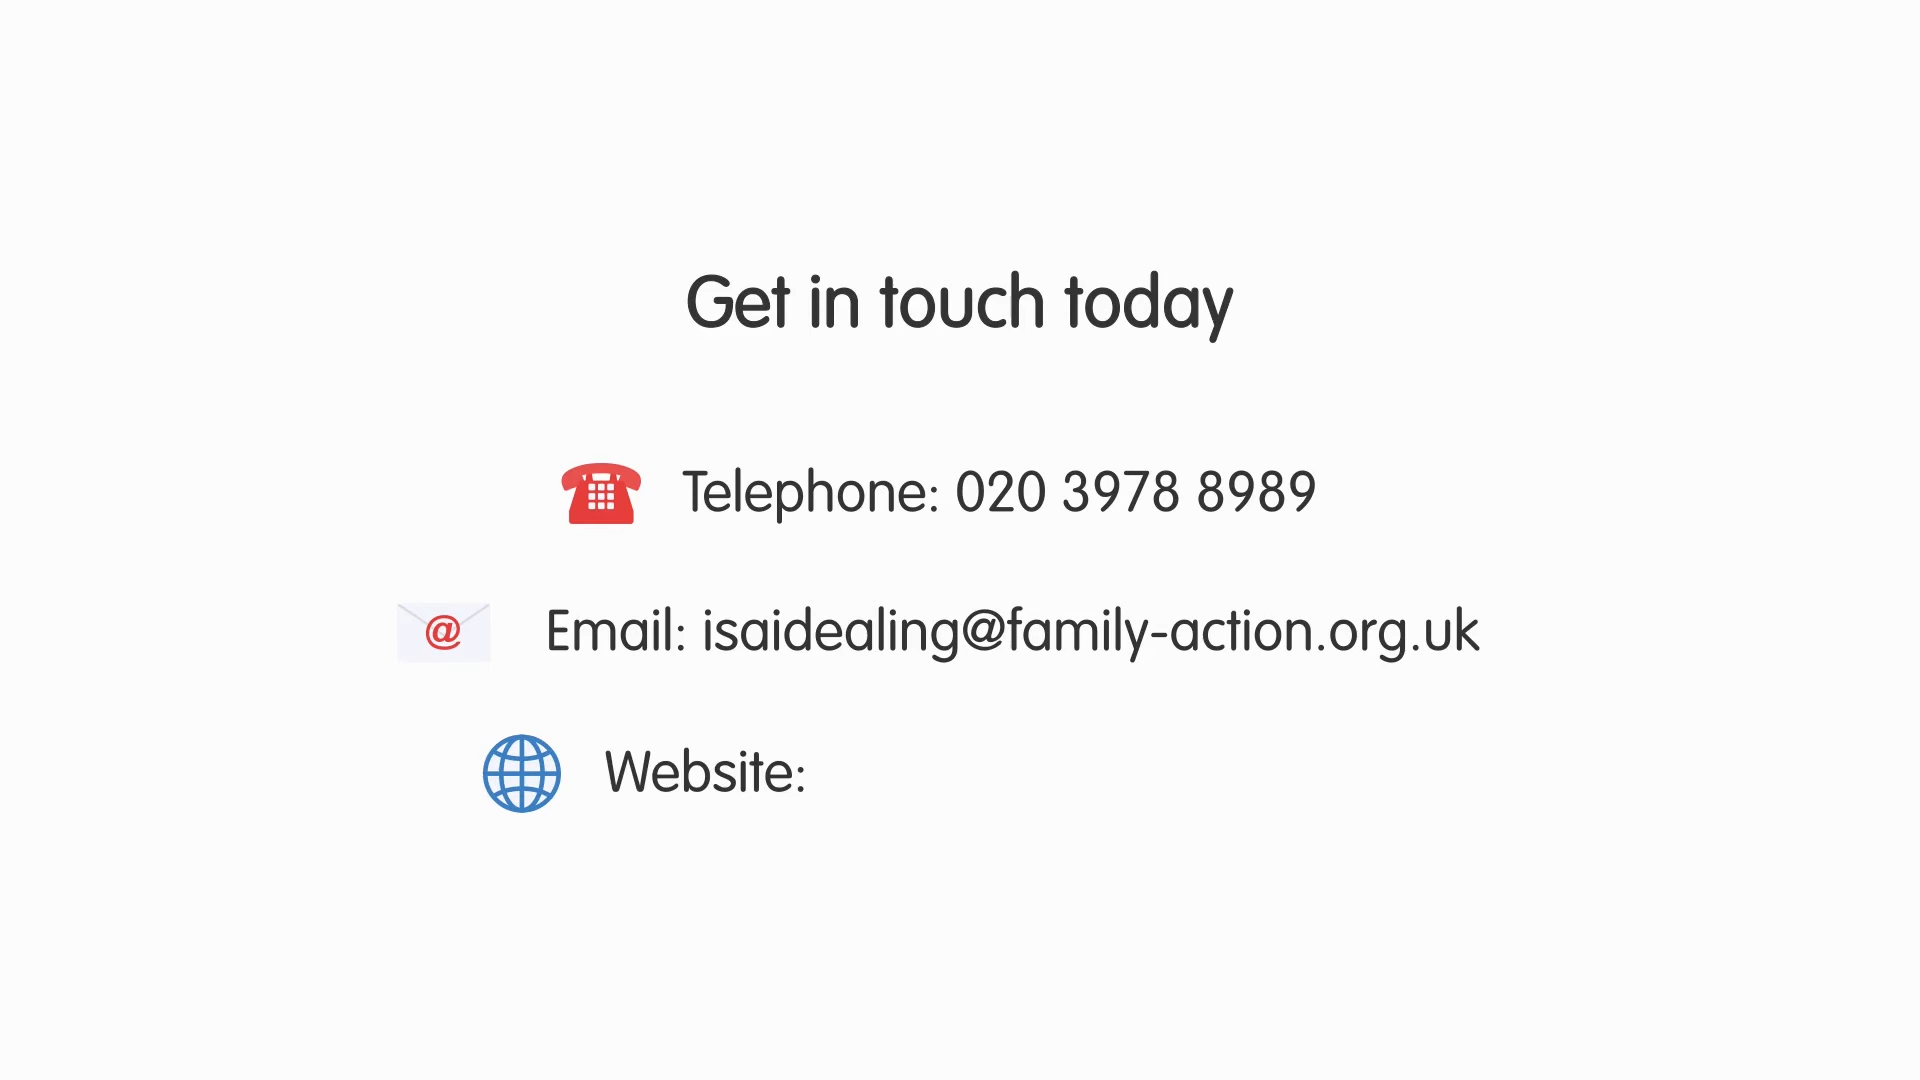 Get in touch today
Telephone: 020 3978 8989
@
Email: isaidealing@family-action.org.uk
Website: